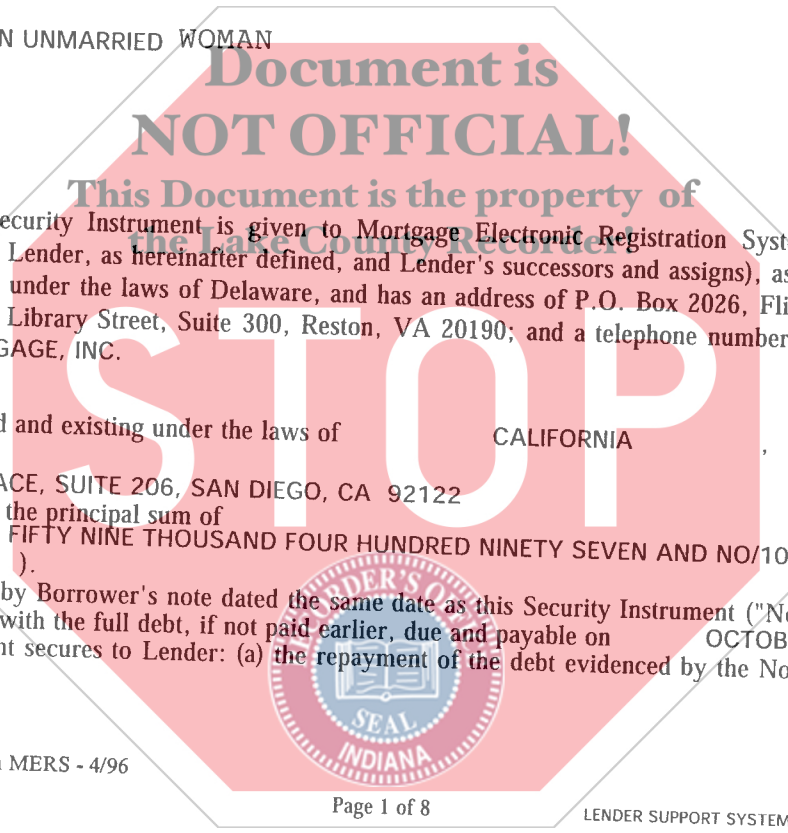 N UNMARRIED WOMAN
Document is
NOT OFFICIAL!
This Document is the property of
the Lake County Recorder!
ecurity Instrument is given to Mortgage Electronic Registration Syst
Lender, as hereinafter defined, and Lender's successors and assigns), as
under the laws of Delaware, and has an address of P.O. Box 2026, Fli
Library Street, Suite 300, Reston, VA 20190; and a telephone number
GAGE, INC.
STOP
d and existing under the laws of CALIFORNIA ,
ACE, SUITE 206, SAN DIEGO, CA 92122
the principal sum of
FIFTY NINE THOUSAND FOUR HUNDRED NINETY SEVEN AND NO/10
).
by Borrower's note dated the same date as this Security Instrument ("No
with the full debt, if not paid earlier, due and payable on OCTOB
nt secures to Lender: (a) the repayment of the debt evidenced by the No
RECORDER'S OFFICE
SEAL
INDIANA
MERS - 4/96
Page 1 of 8
LENDER SUPPORT SYSTEM